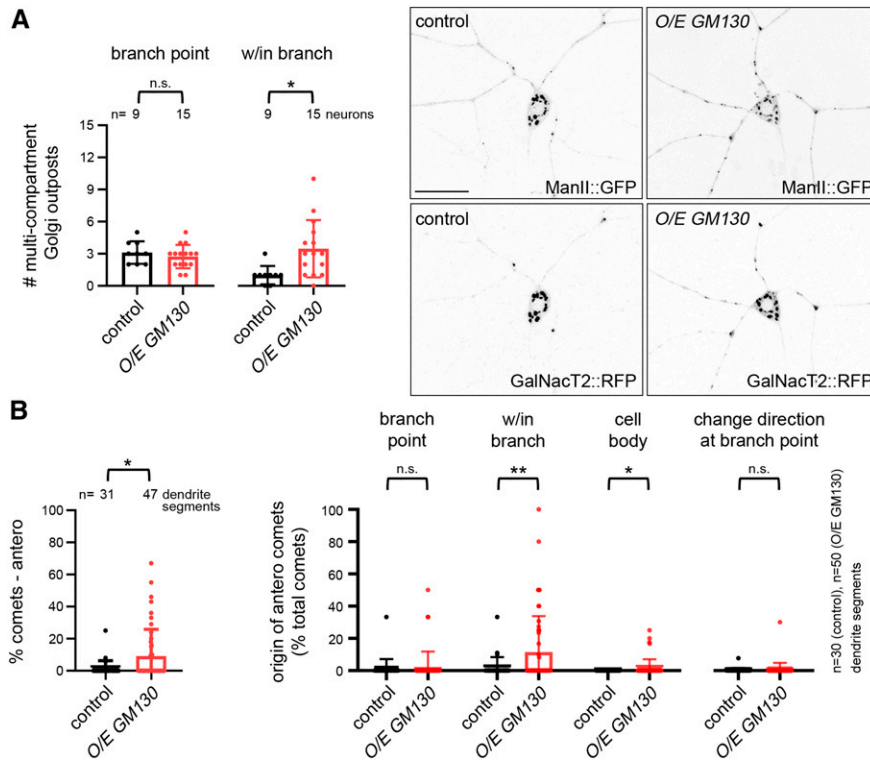 A
branch point
w/in branch
n.s.
*
n= 9 15
9 15 neurons
# multi-compartment
Golgi outposts
15
12
9
6
3
0
control
O/E GM130
control
O/E GM130
control
ManII::GFP
O/E GM130
ManII::GFP
control
GalNacT2::RFP
O/E GM130
GalNacT2::RFP
B
*
n= 31 47 dendrite
segments
% comets - antero
100
80
60
40
20
0
control
O/E GM130
branch
point
w/in
branch
cell
body
change direction
at branch point
n.s.
**
*
n.s.
origin of antero comets
(% total comets)
100
80
60
40
20
0
control
O/E GM130
control
O/E GM130
control
O/E GM130
control
O/E GM130
n=30 (control), n=50 (O/E GM130)
dendrite segments